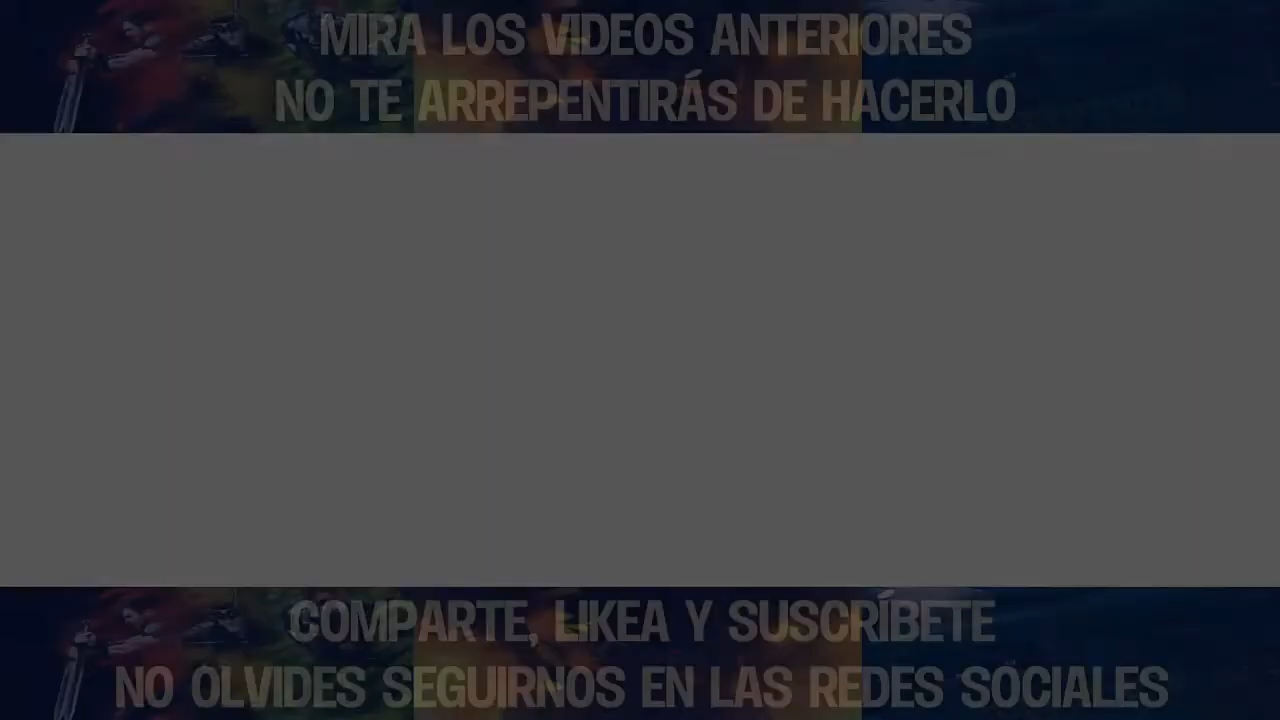 MIRA LOS VIDEOS ANTERIORES
NO TE ARREPENTIRÁS DE HACERLO
COMPARTE, LIKEA Y SUSCRÍBETE
NO OLVIDES SEGUIRNOS EN LAS REDES SOCIALES